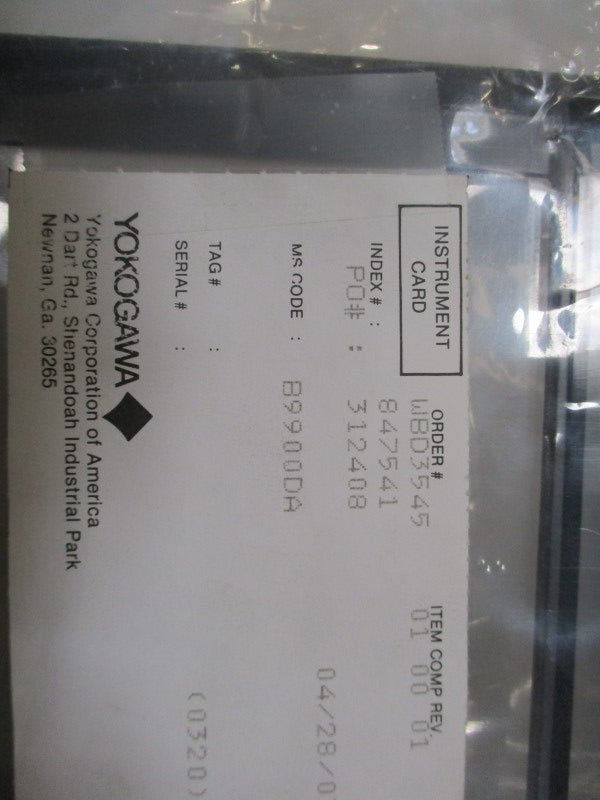 INSTRUMENT CARD
ORDER # ITEM COMP REV.
WBD3545 01 00 01
INDEX # : 847541
PO# : 312408
04/28/0
MS CODE : B9900DA
TAG # :
SERIAL # : (0320)
YOKOGAWA
Yokogawa Corporation of America
2 Dart Rd., Shenandoah Industrial Park
Newnan, Ga. 30265